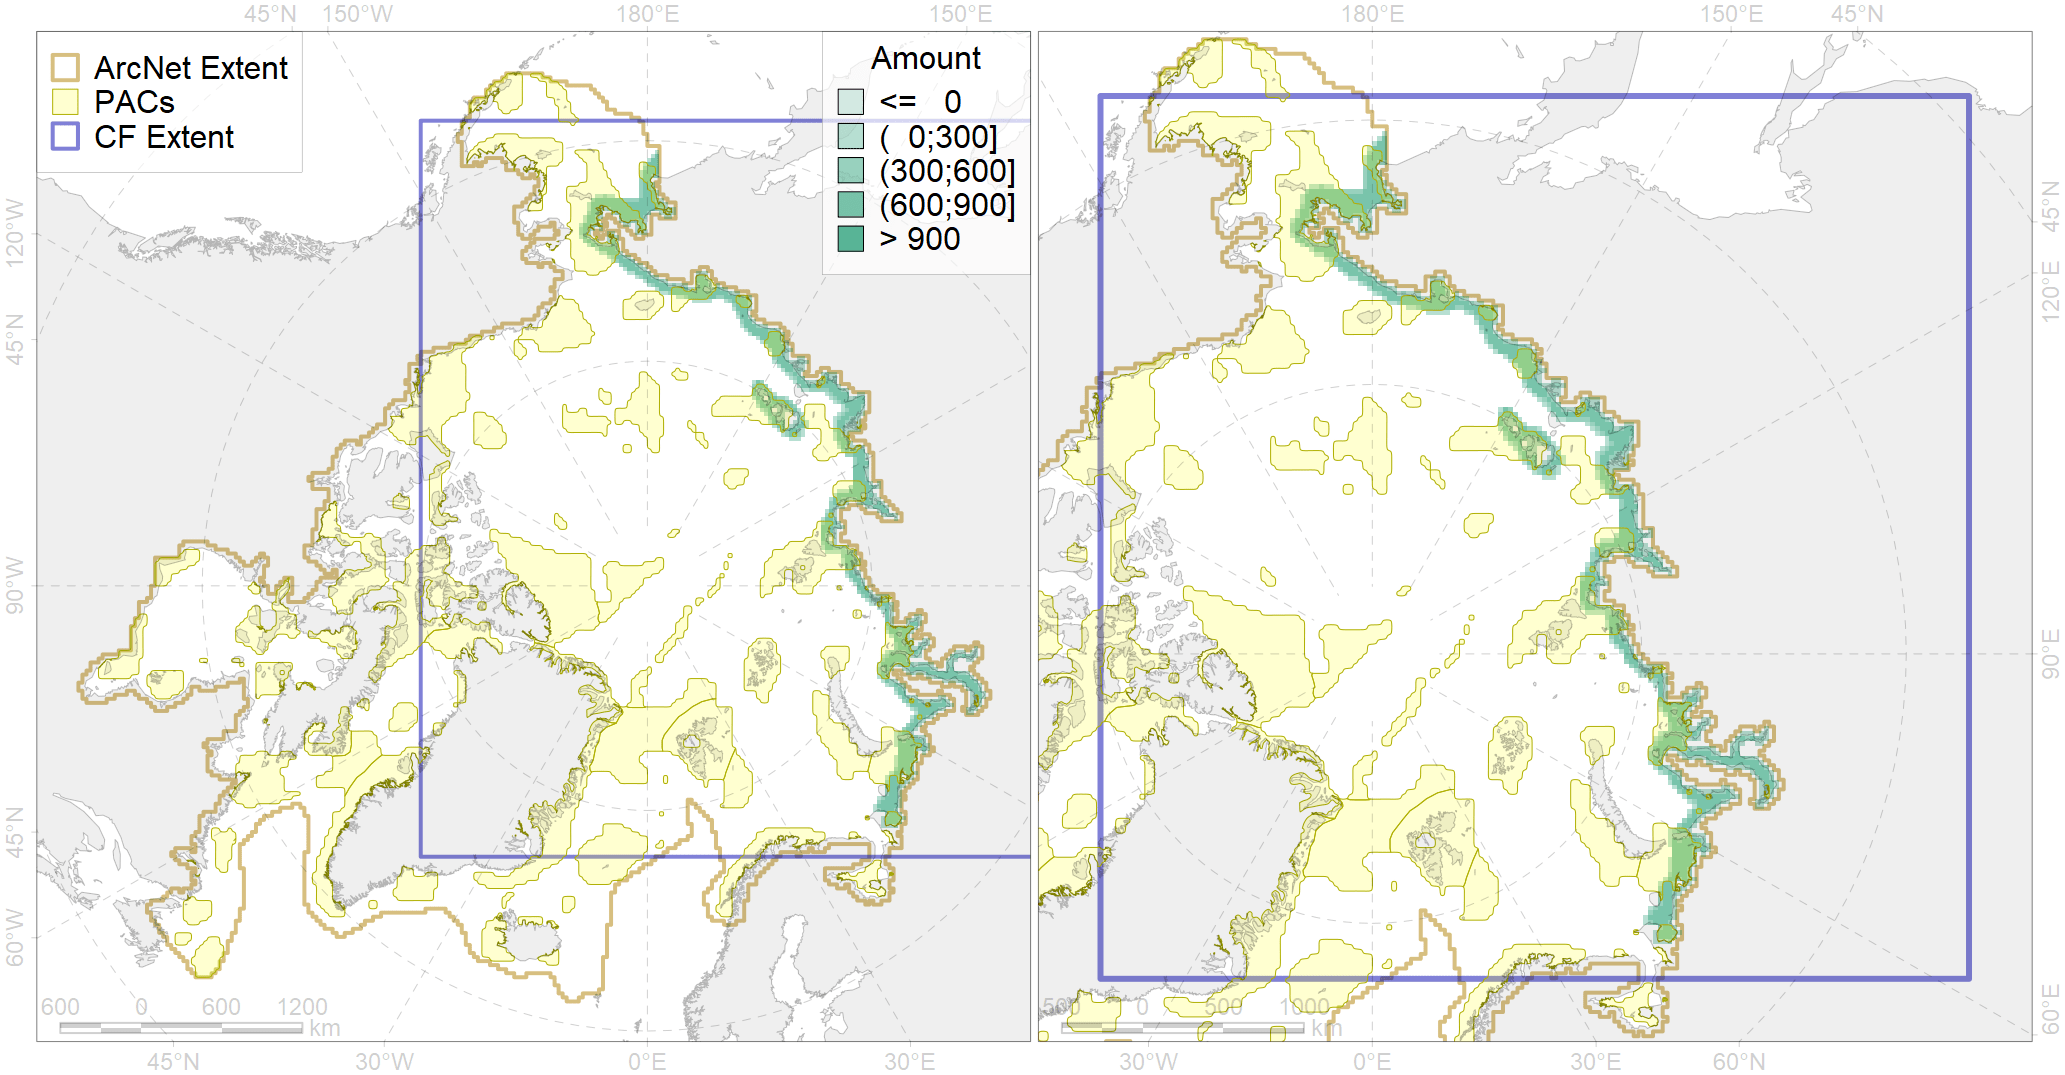 45°N 150°W 180°E 150°E 180°E 150°E 45°N
ArcNet Extent
PACs
CF Extent
Amount
<= 0
( 0;300]
(300;600]
(600;900]
> 900
120°W
45°N
90°W
45°N
60°W
45°N
120°E
90°E
60°E
600 0 600 1200
km
500 0 500 1000
km
45°W 30°W 0°E 30°E 30°W 0°E 30°E 60°N